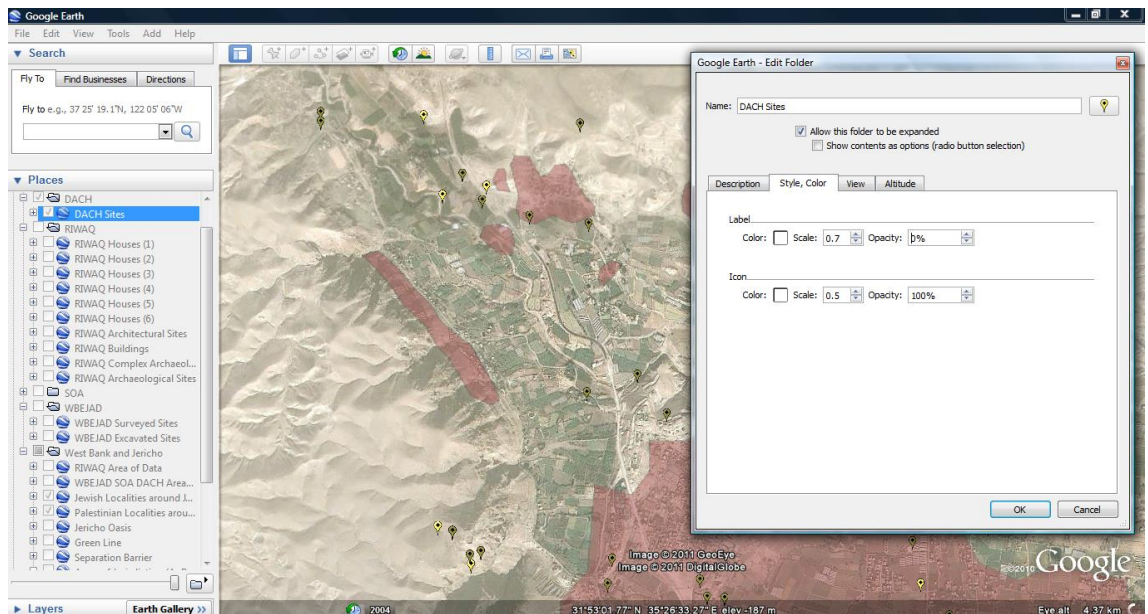 Google Earth
File Edit View Tools Add Help
Search
Fly To Find Businesses Directions
Fly to e.g., 37 25' 19.1"N, 122 05' 06"W
Places
DACH
DACH Sites
RIWAQ
RIWAQ Houses (1)
RIWAQ Houses (2)
RIWAQ Houses (3)
RIWAQ Houses (4)
RIWAQ Houses (5)
RIWAQ Houses (6)
RIWAQ Architectural Sites
RIWAQ Buildings
RIWAQ Complex Archaeol...
RIWAQ Archaeological Sites
SOA
WBEJAD
WBEJAD Surveyed Sites
WBEJAD Excavated Sites
West Bank and Jericho
RIWAQ Area of Data
WBEJAD SOA DACH Area...
Jewish Localities around J...
Palestinian Localities arou...
Jericho Oasis
Green Line
Separation Barrier
Layers
Earth Gallery >>
Google Earth - Edit Folder
Name: DACH Sites
Allow this folder to be expanded
Show contents as options (radio button selection)
Description Style, Color View Altitude
Label
Color: Scale: 0.7 Opacity: 0%
Icon
Color: Scale: 0.5 Opacity: 100%
OK Cancel
Image © 2011 GeoEye
Image © 2011 DigitalGlobe
©2010 Google
2004
31°53'01.77" N 35°26'33.27" E elev -187 m
Eye alt 4.37 km